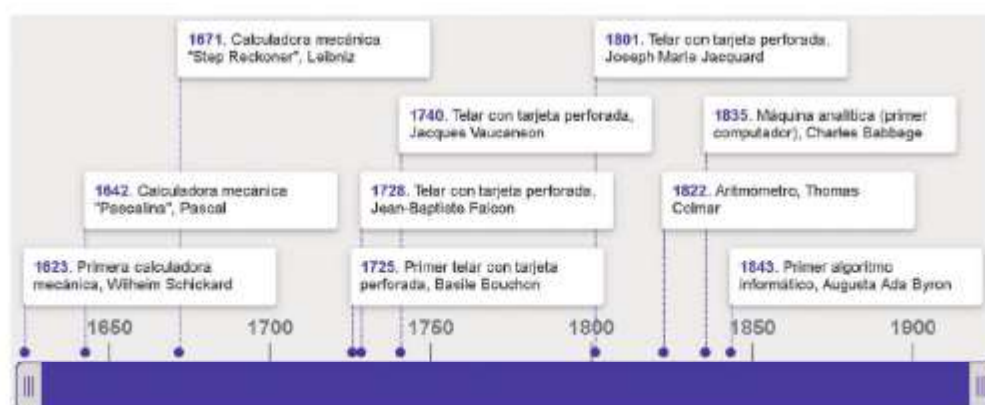 1671. Calculadora mecánica
"Step Reckoner", Leibniz
1801. Telar con tarjeta perforada,
Joseph Marie Jacquard
1740. Telar con tarjeta perforada,
Jacques Vaucanson
1835. Máquina analítica (primer
computador), Charles Babbage
1642. Calculadora mecánica
"Pascalina", Pascal
1728. Telar con tarjeta perforada,
Jean-Baptiste Falcon
1822. Aritmómetro, Thomas
Colmar
1623. Primera calculadora
mecánica, Wilheim Schickard
1725. Primer telar con tarjeta
perforada, Basile Bouchon
1843. Primer algoritmo
informático, Augusta Ada Byron
1650 1700 1750 1800 1850 1900